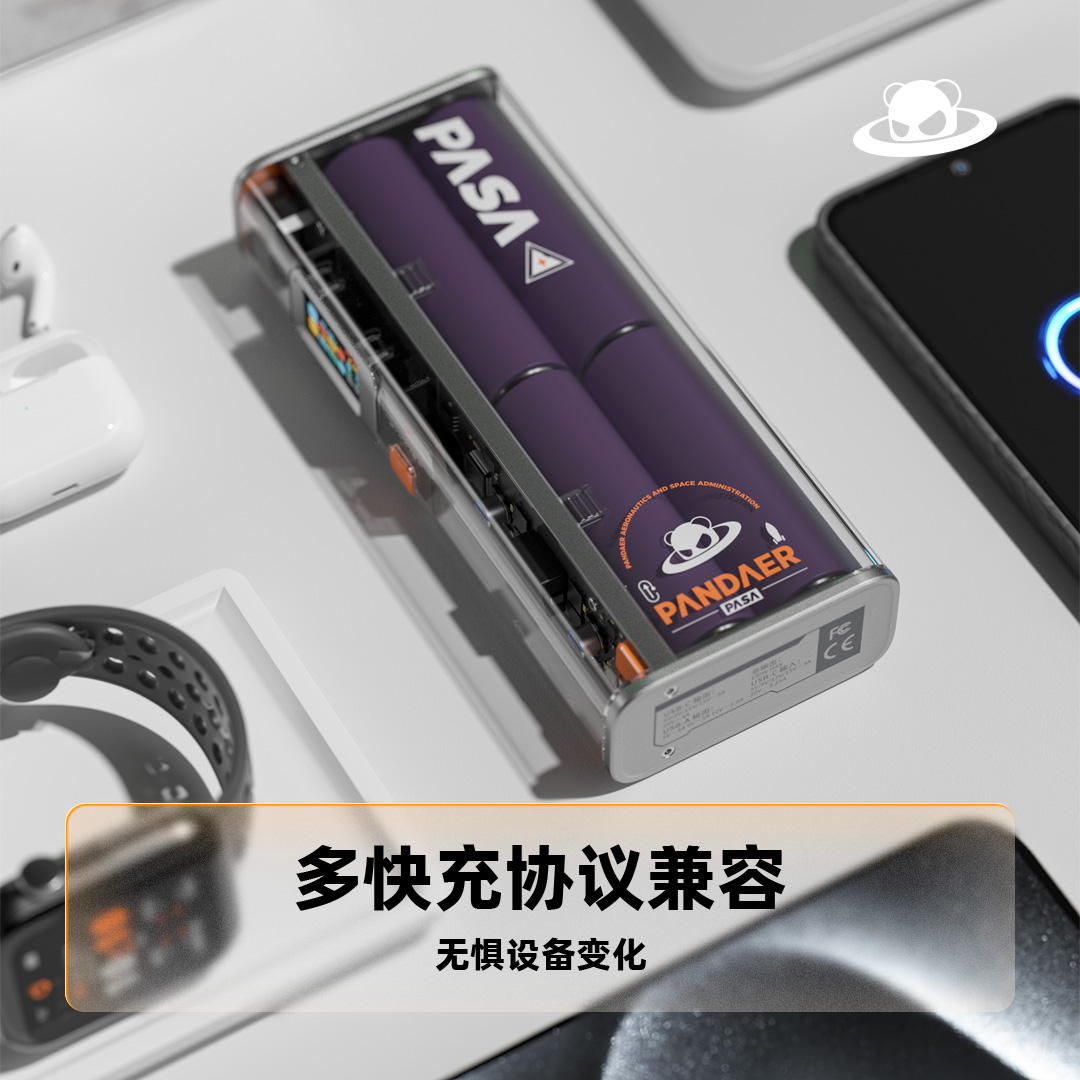 PASA
PANDAER AERONAUTICS AND SPACE ADMINISTRATION
PANDAER
PASA
FC CE
多快充协议兼容
无惧设备变化